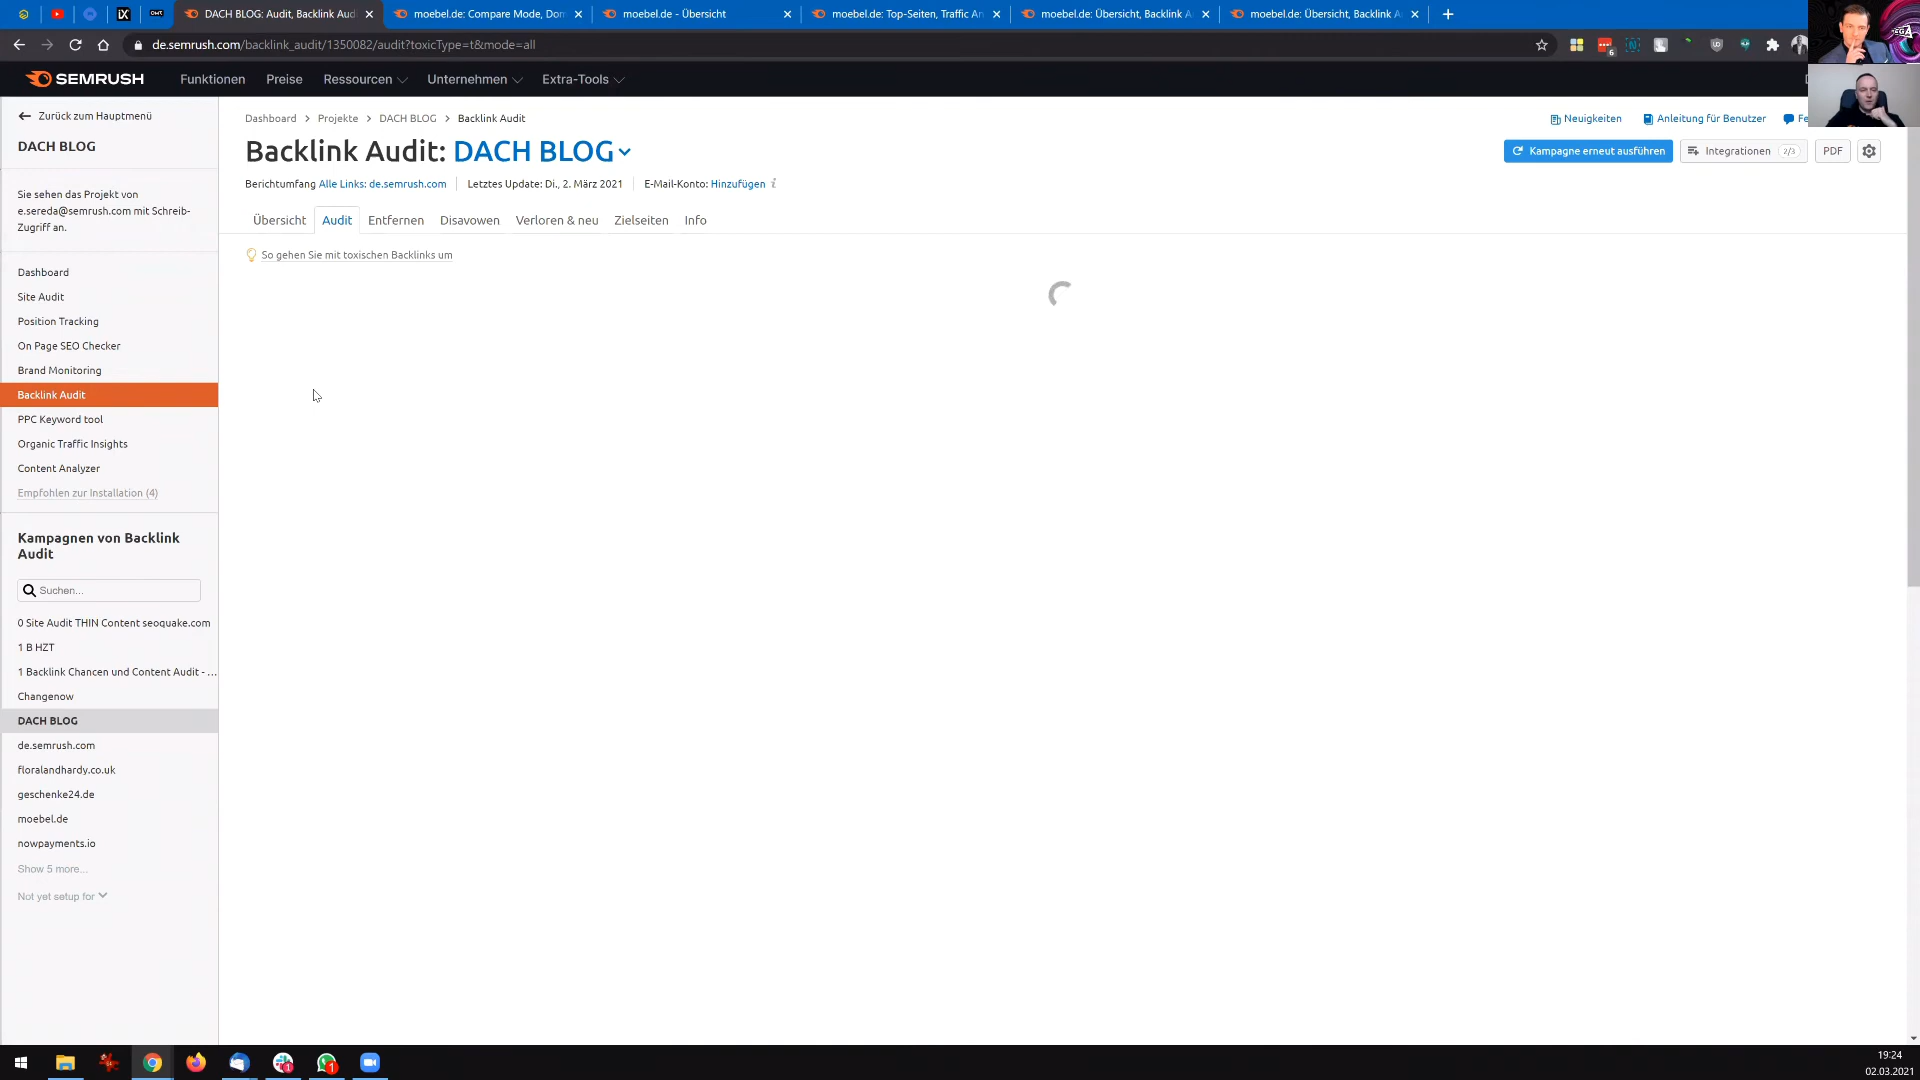 DACH BLOG: Audit, Backlink Aud
moebel.de: Compare Mode, Dom
moebel.de - Übersicht
moebel.de: Top-Seiten, Traffic An
moebel.de: Übersicht, Backlink A
moebel.de: Übersicht, Backlink A
de.semrush.com/backlink_audit/1350082/audit?toxicType=t&mode=all
SEMRUSH
Funktionen
Preise
Ressourcen
Unternehmen
Extra-Tools
Zurück zum Hauptmenü
DACH BLOG
Sie sehen das Projekt von
e.sereda@semrush.com mit Schreib-
Zugriff an.
Dashboard
Site Audit
Position Tracking
On Page SEO Checker
Brand Monitoring
Backlink Audit
PPC Keyword tool
Organic Traffic Insights
Content Analyzer
Empfohlen zur Installation (4)
Kampagnen von Backlink
Audit
Suchen...
0 Site Audit THIN Content seoquake.com
1 B HZT
1 Backlink Chancen und Content Audit - ...
Changenow
DACH BLOG
de.semrush.com
floralandhardy.co.uk
geschenke24.de
moebel.de
nowpayments.io
Show 5 more...
Not yet setup for
Dashboard > Projekte > DACH BLOG > Backlink Audit
Neuigkeiten
Anleitung für Benutzer
Fe
Backlink Audit: DACH BLOG
Kampagne erneut ausführen
Integrationen 2/3
PDF
Berichtumfang Alle Links: de.semrush.com
Letztes Update: Di., 2. März 2021
E-Mail-Konto: Hinzufügen i
Übersicht
Audit
Entfernen
Disavowen
Verloren & neu
Zielseiten
Info
So gehen Sie mit toxischen Backlinks um
19:24
02.03.2021